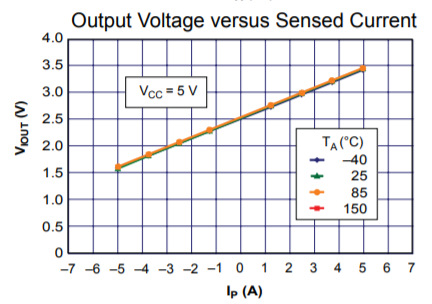 Output Voltage versus Sensed Current
4.0
3.5
3.0
2.5
2.0
1.5
1.0
0.5
0
VIOUT (V)
VCC = 5 V
TA (°C)
–40
25
85
150
–7 –6 –5 –4 –3 –2 –1 0 1 2 3 4 5 6 7
IP (A)